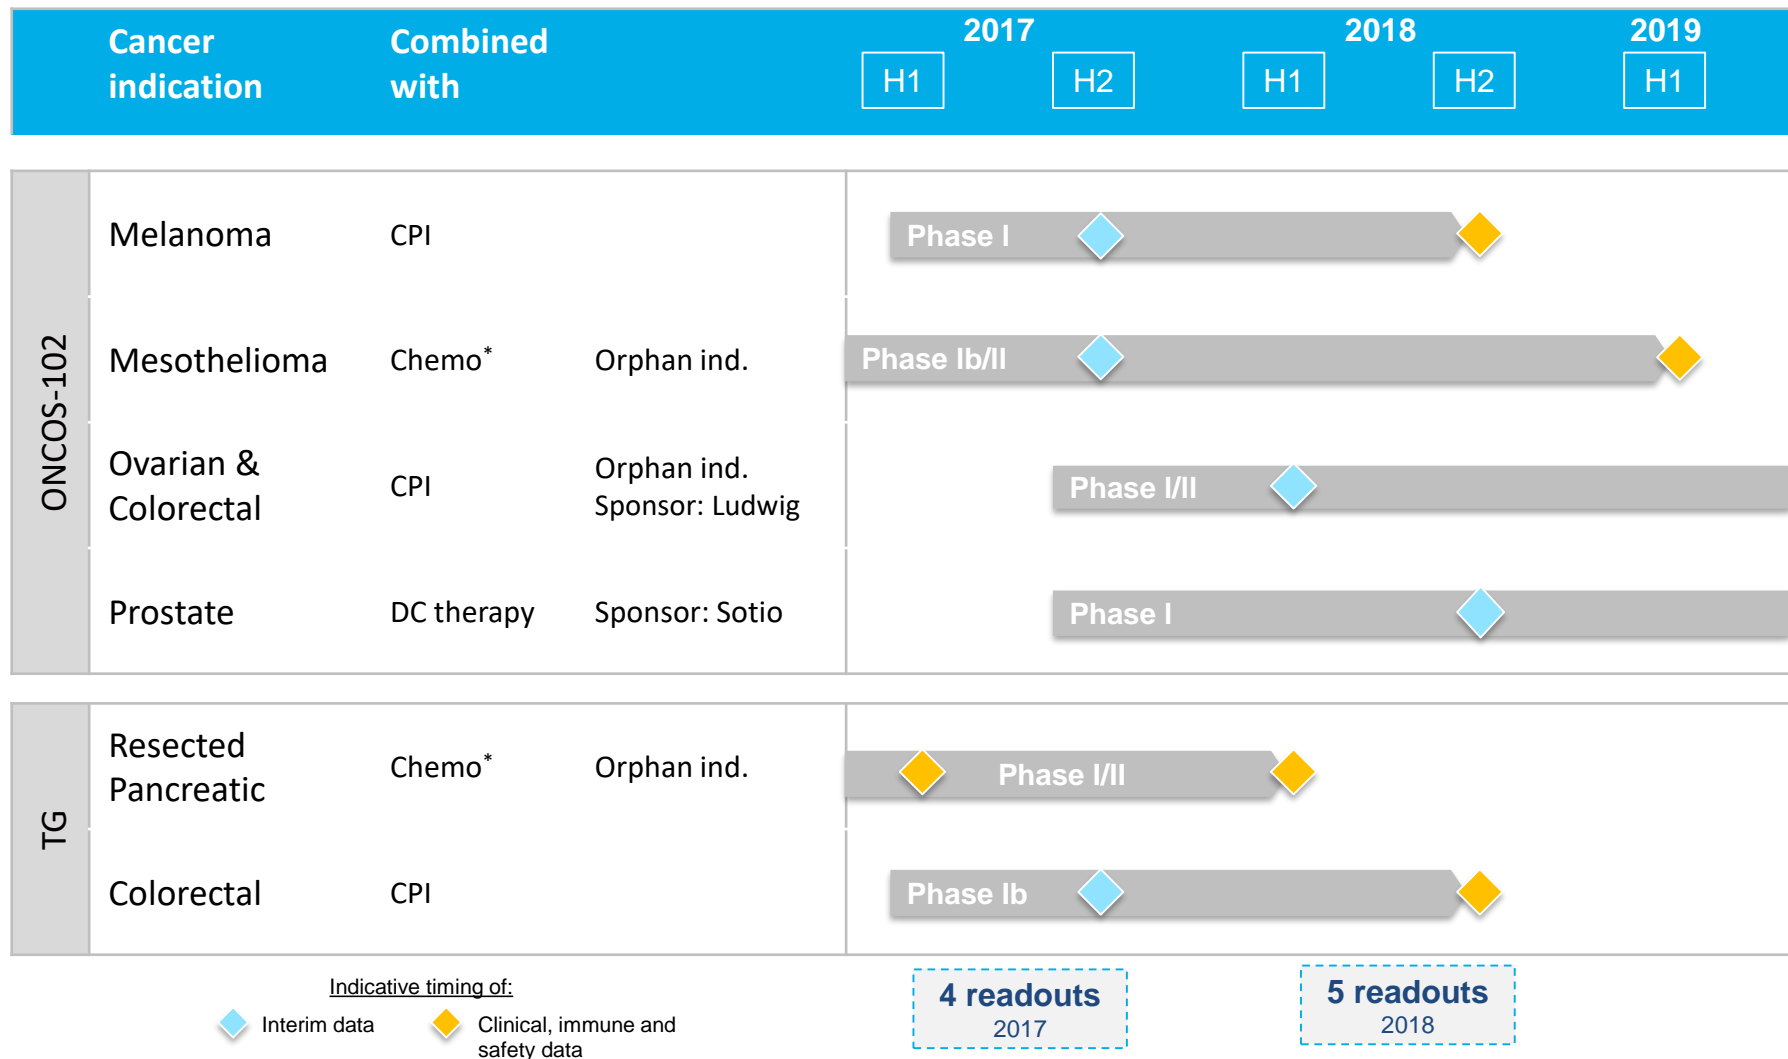 Cancer indication
Combined with
2017
2018
2019
H1
H2
H1
H2
H1
ONCOS-102
Melanoma
CPI
Phase I
Mesothelioma
Chemo*
Orphan ind.
Phase Ib/II
Ovarian &
Colorectal
CPI
Orphan ind.
Sponsor: Ludwig
Phase I/II
Prostate
DC therapy
Sponsor: Sotio
Phase I
TG
Resected
Pancreatic
Chemo*
Orphan ind.
Phase I/II
Colorectal
CPI
Phase Ib
Indicative timing of:
Interim data
Clinical, immune and
safety data
4 readouts
2017
5 readouts
2018